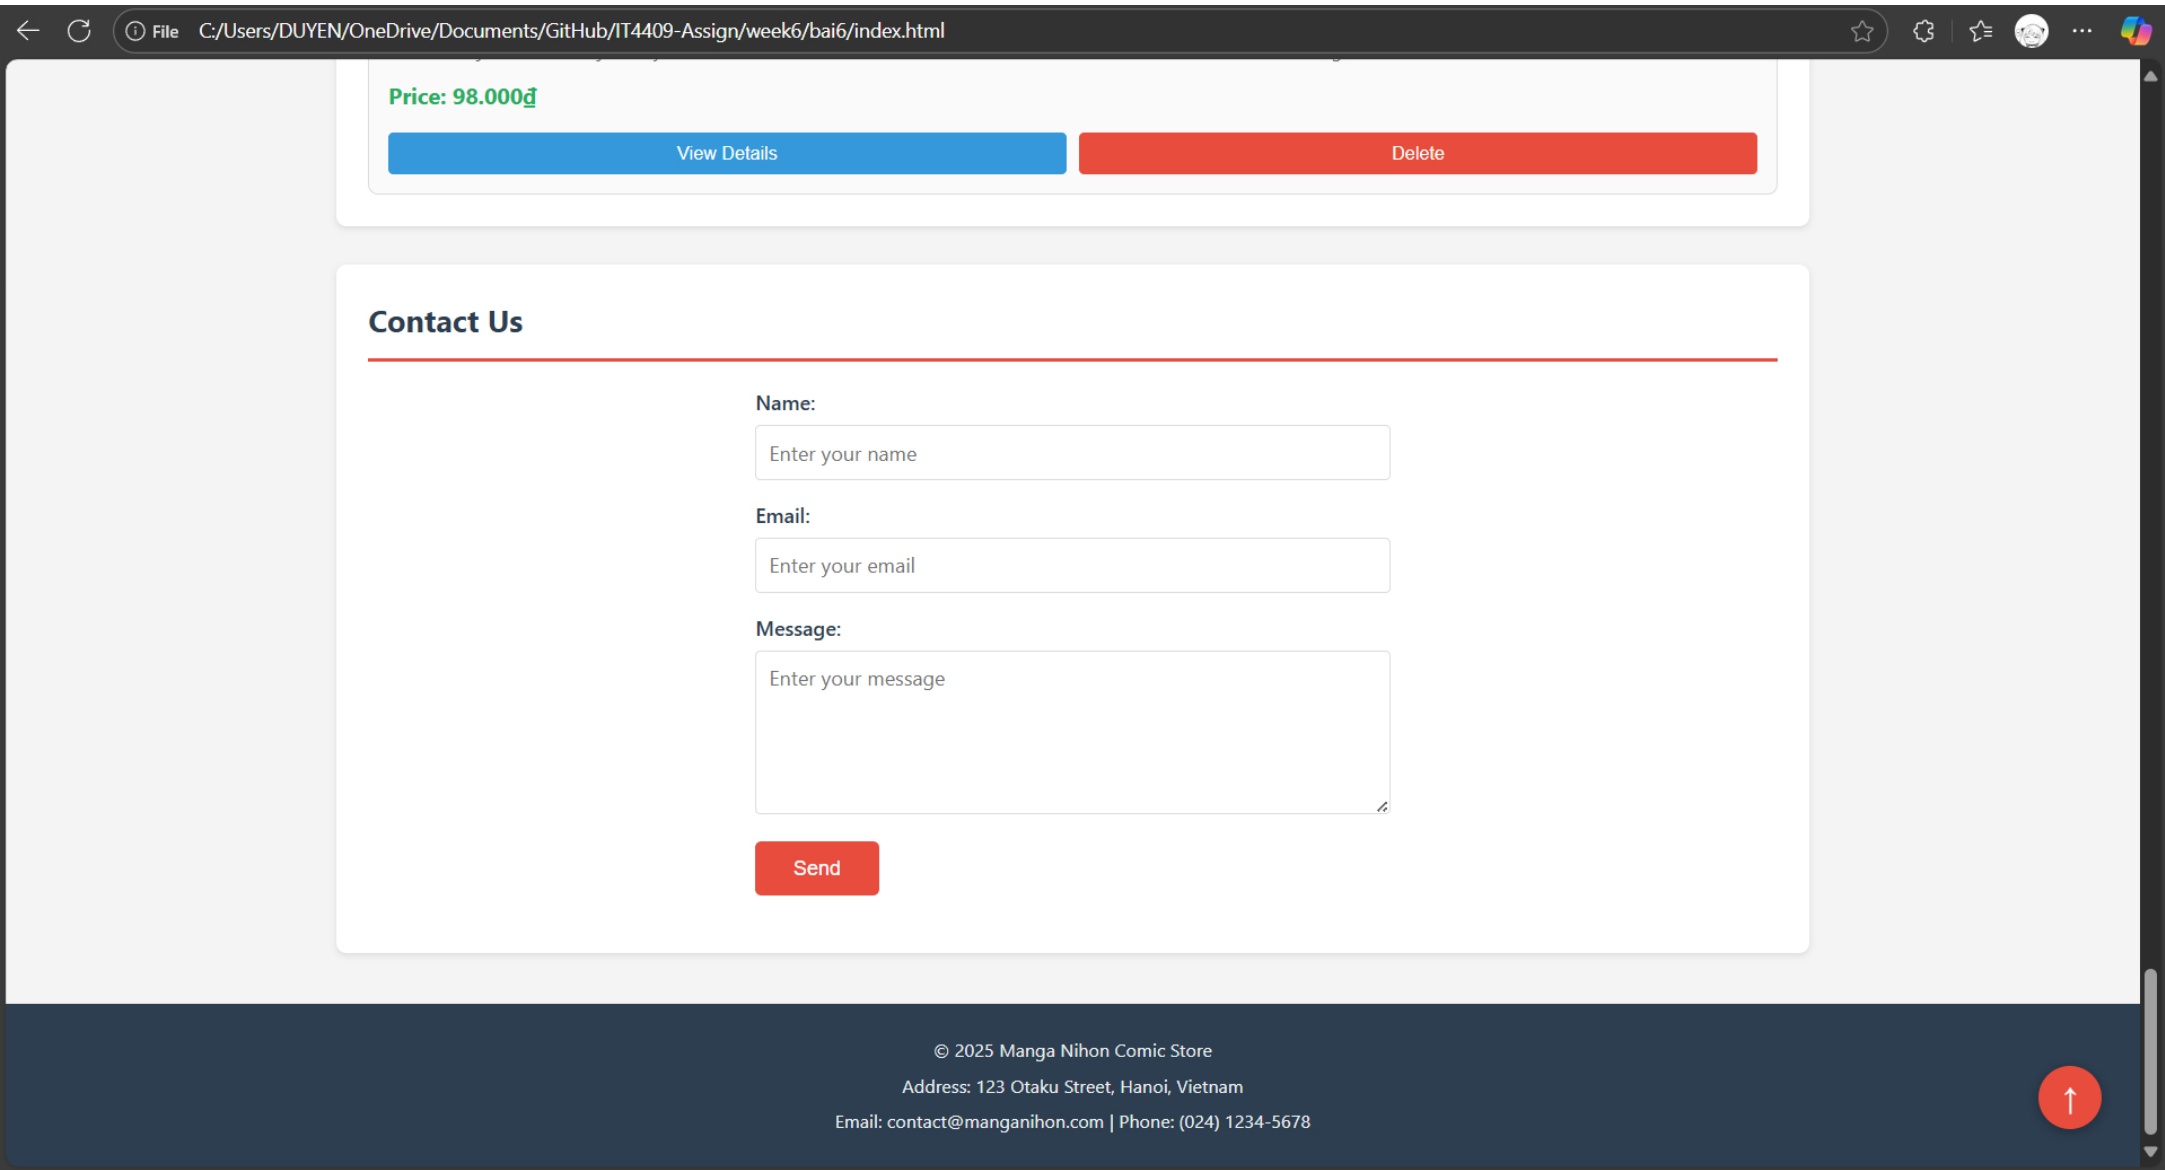 File C:/Users/DUYEN/OneDrive/Documents/GitHub/IT4409-Assign/week6/bai6/index.html
Price: 98.000₫
View Details Delete
Contact Us
Name:
Enter your name
Email:
Enter your email
Message:
Enter your message
Send
© 2025 Manga Nihon Comic Store
Address: 123 Otaku Street, Hanoi, Vietnam
Email: contact@manganihon.com | Phone: (024) 1234-5678
↑